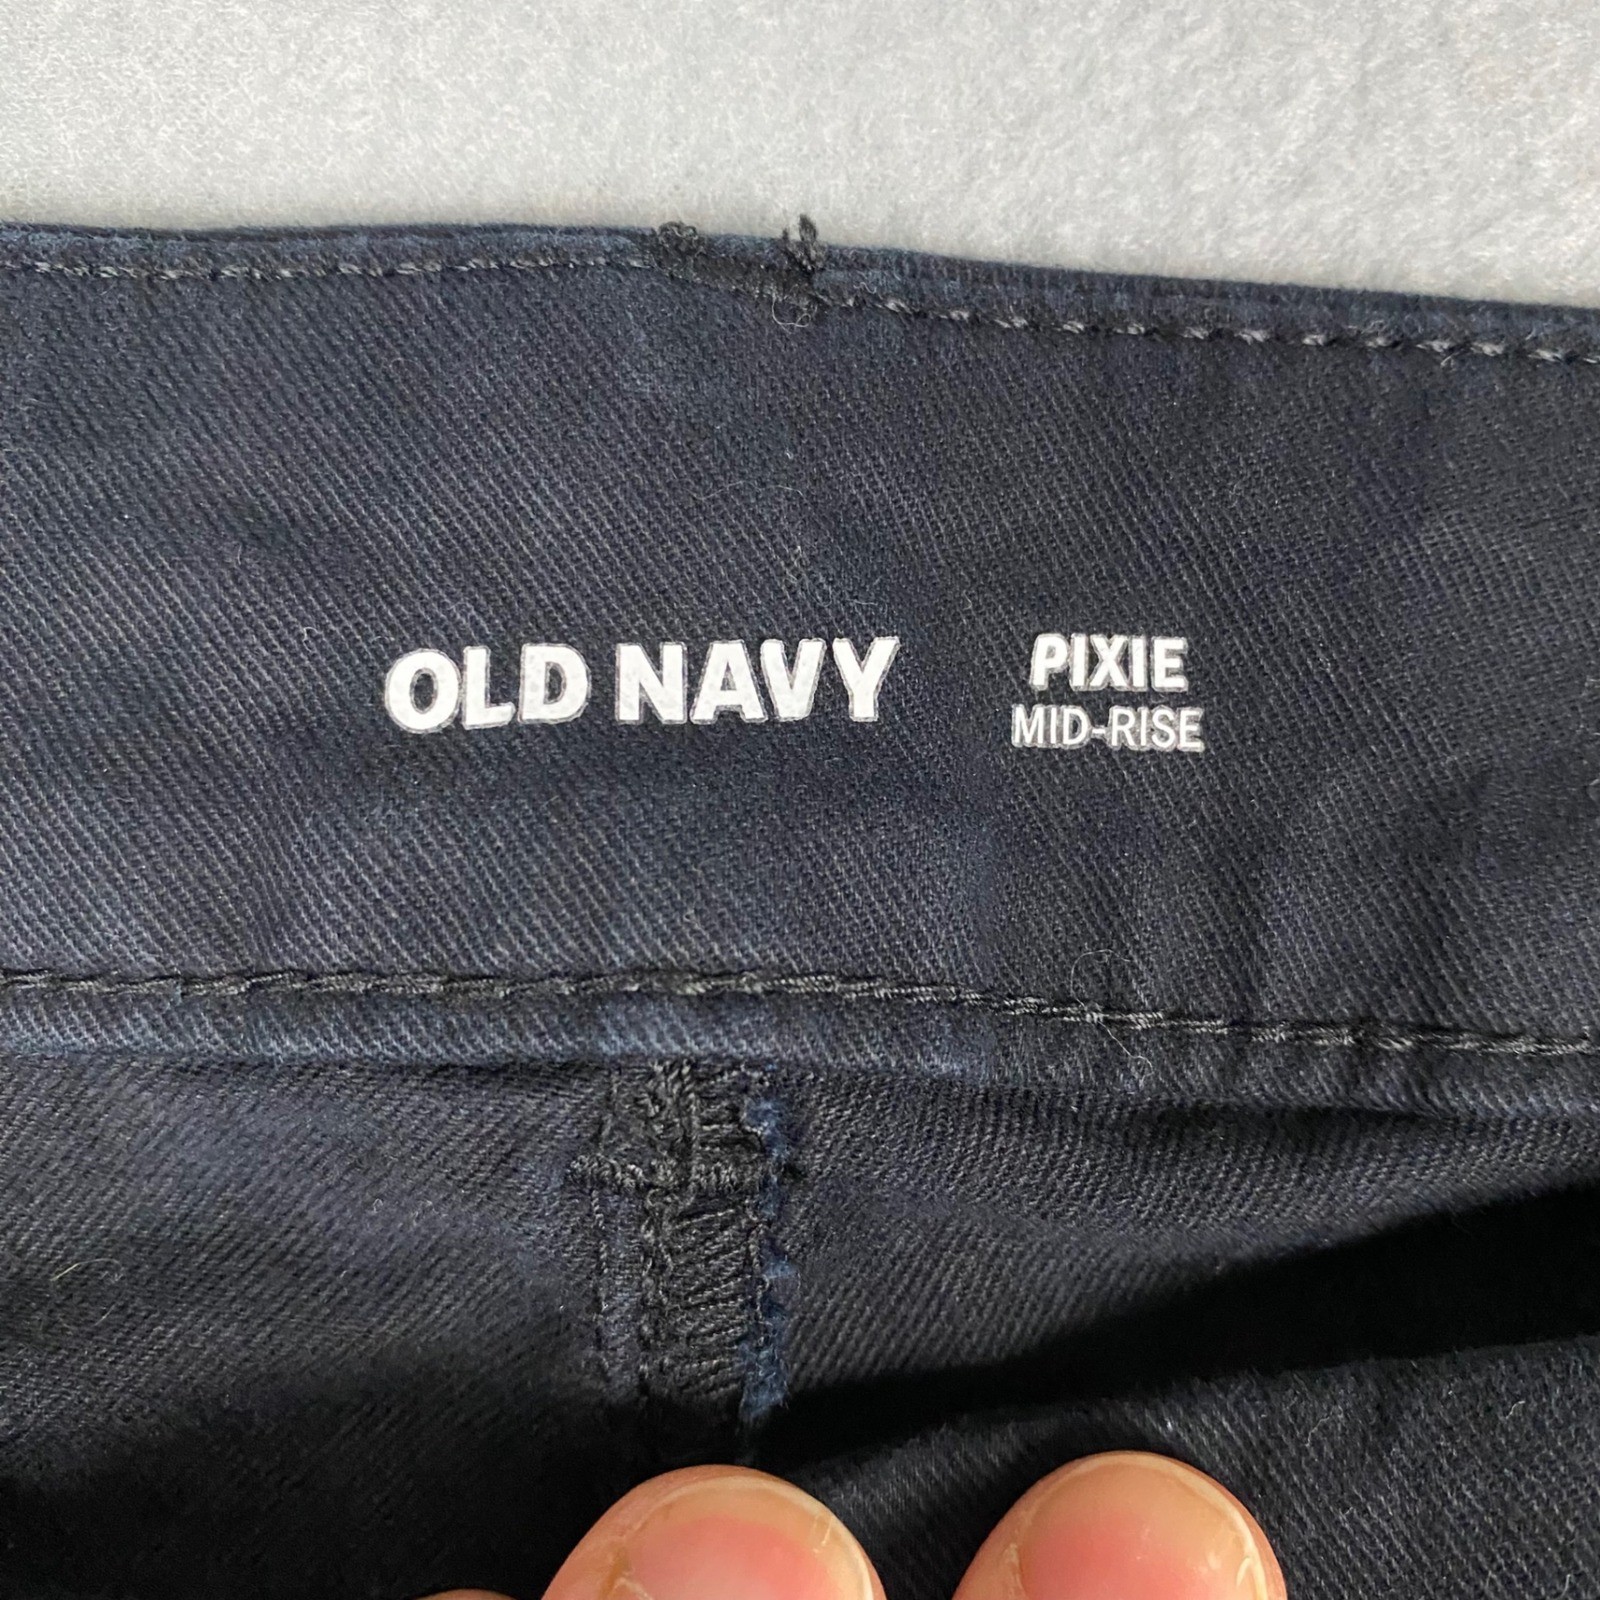 OLD NAVY
PIXIE
MID-RISE